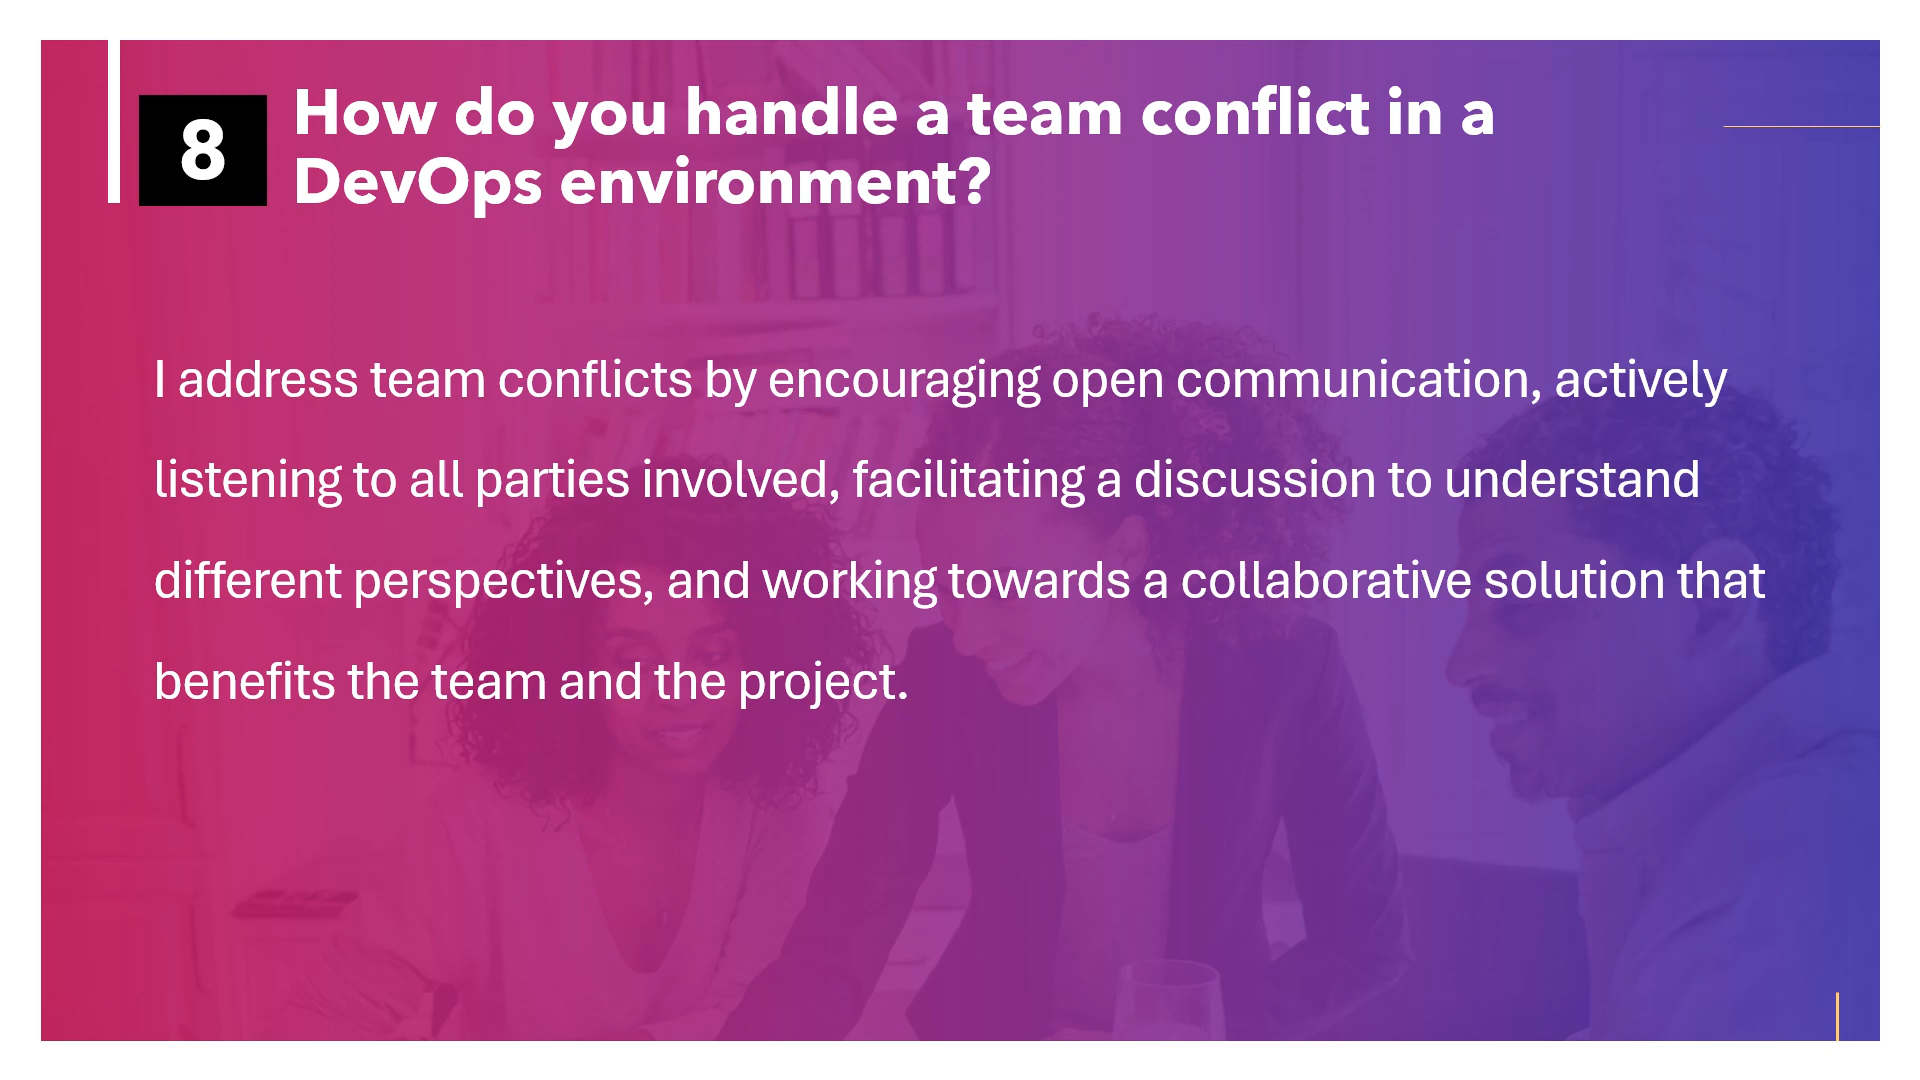 8
How do you handle a team conflict in a
DevOps environment?
I address team conflicts by encouraging open communication, actively
listening to all parties involved, facilitating a discussion to understand
different perspectives, and working towards a collaborative solution that
benefits the team and the project.